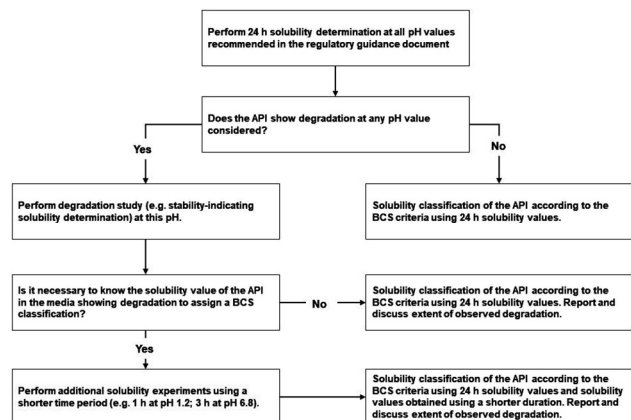 Perform 24 h solubility determination at all pH values
recommended in the regulatory guidance document
Does the API show degradation at any pH value
considered?
Yes
No
Perform degradation study (e.g. stability-indicating
solubility determination) at this pH.
Solubility classification of the API according to the
BCS criteria using 24 h solubility values.
Is it necessary to know the solubility value of the API
in the media showing degradation to assign a BCS
classification?
No
Solubility classification of the API according to the
BCS criteria using 24 h solubility values. Report and
discuss extent of observed degradation.
Yes
Perform additional solubility experiments using a
shorter time period (e.g. 1 h at pH 1.2; 3 h at pH 6.8).
Solubility classification of the API according to the
BCS criteria using 24 h solubility values and solubility
values obtained using a shorter duration. Report and
discuss extent of observed degradation.